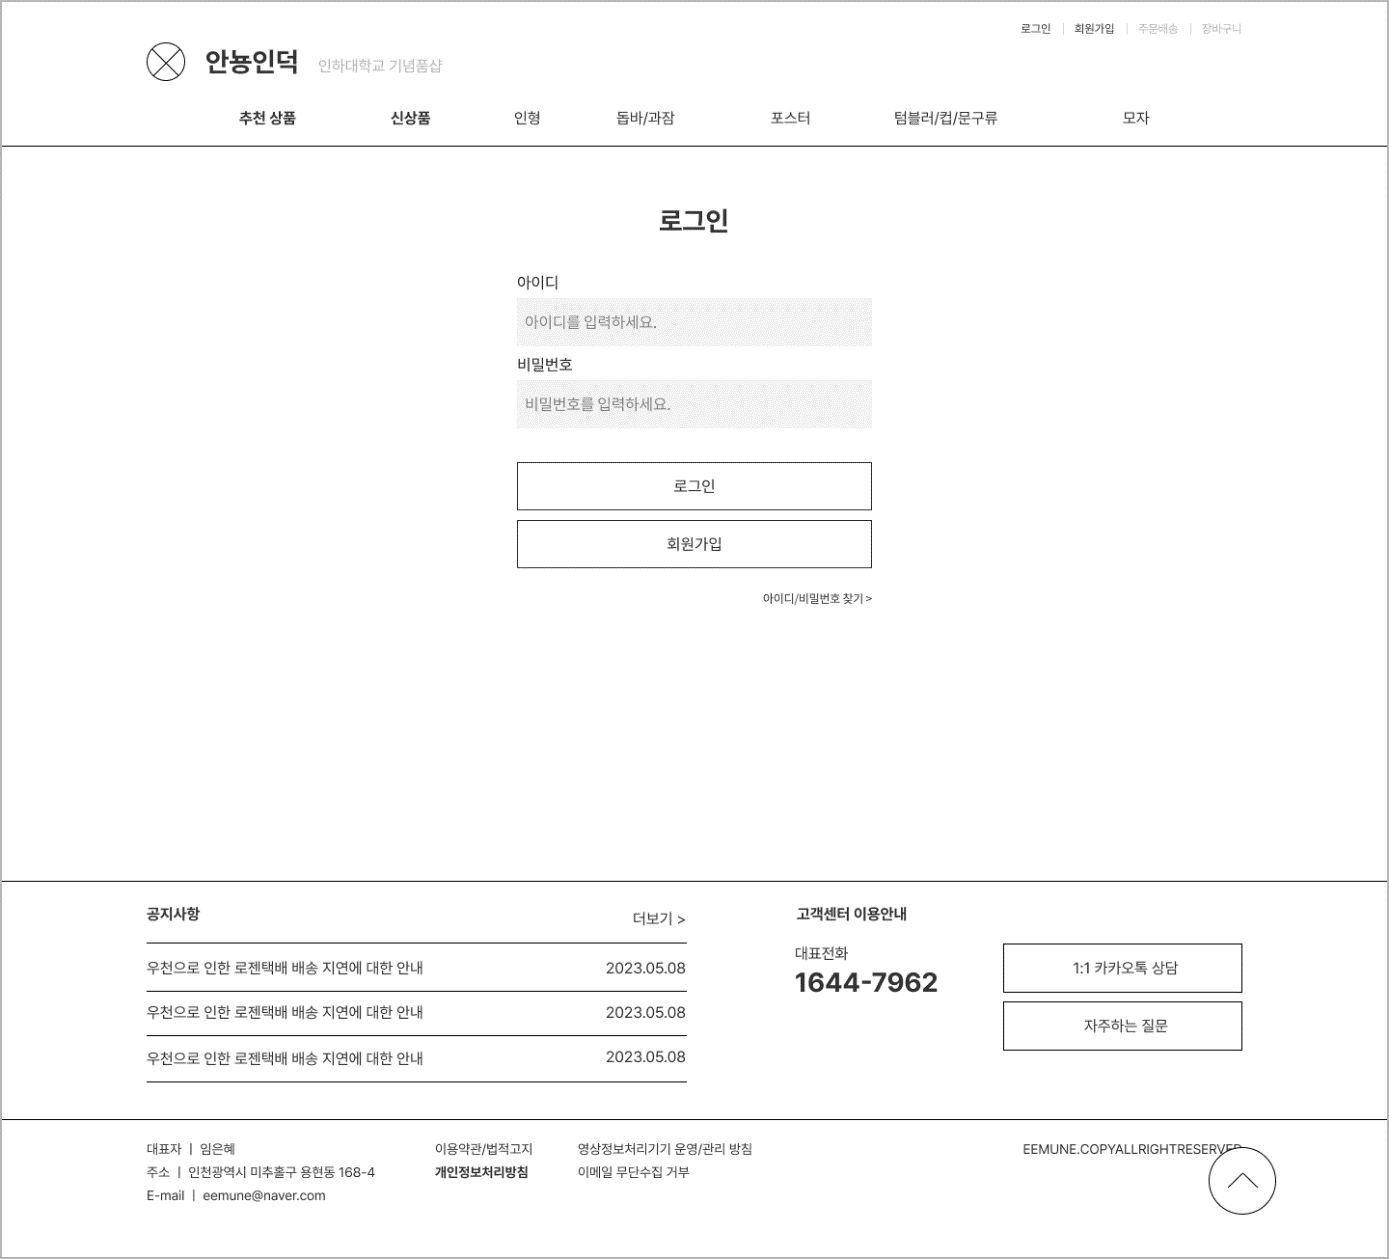 로그인 | 회원가입 | 주문배송 | 장바구니
안뇽인덕 인하대학교 기념품샵
추천 상품 신상품 인형 돕바/과잠 포스터 텀블러/컵/문구류 모자
로그인
아이디
아이디를 입력하세요.
비밀번호
비밀번호를 입력하세요.
로그인
회원가입
아이디/비밀번호 찾기 >
공지사항 더보기 >
우천으로 인한 로젠택배 배송 지연에 대한 안내 2023.05.08
우천으로 인한 로젠택배 배송 지연에 대한 안내 2023.05.08
우천으로 인한 로젠택배 배송 지연에 대한 안내 2023.05.08
고객센터 이용안내
대표전화
1644-7962
1:1 카카오톡 상담
자주하는 질문
대표자 | 임은혜
주소 | 인천광역시 미추홀구 용현동 168-4
E-mail | eemune@naver.com
이용약관/법적고지
개인정보처리방침
영상정보처리기기 운영/관리 방침
이메일 무단수집 거부
EEMUNE.COPYALLRIGHTRESERVED